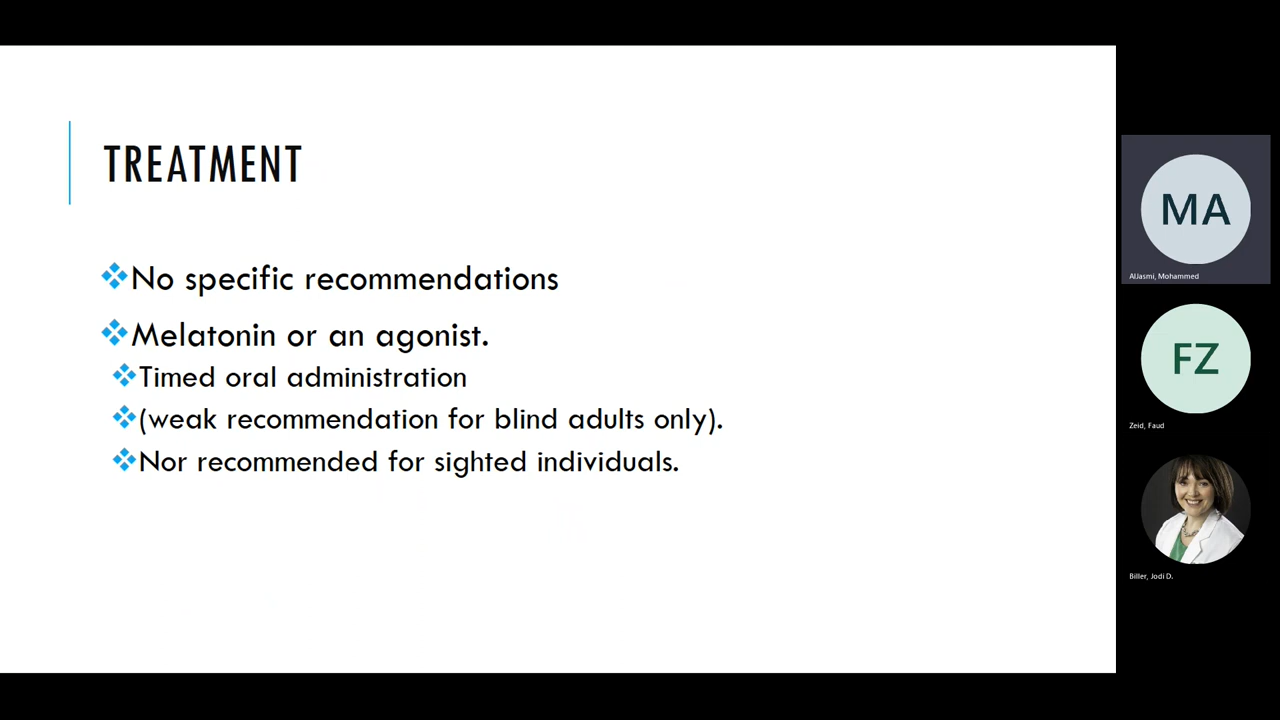 TREATMENT
No specific recommendations
Melatonin or an agonist.
Timed oral administration
(weak recommendation for blind adults only).
Nor recommended for sighted individuals.
MA
AlJasmi, Mohammed
FZ
Zeid, Faud
Biller, Jodi D.